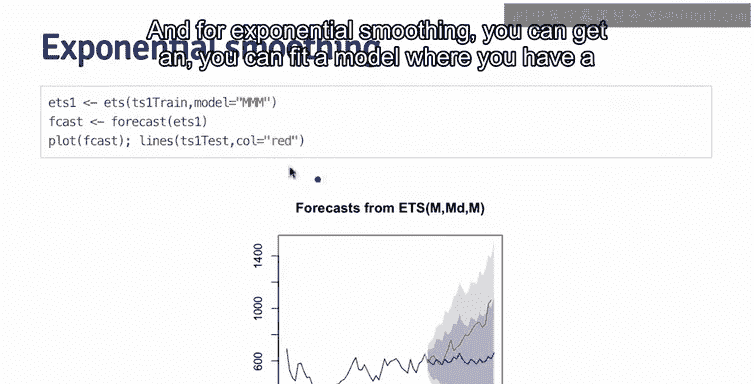 And for exponential smoothing, you can get
an, you can fit a model where you have a
Exponential smoothing
ets1 <- ets(ts1Train,model="MMM")
fcast <- forecast(ets1)
plot(fcast); lines(ts1Test,col="red")
Forecasts from ETS(M,Md,M)
1400
1000
600